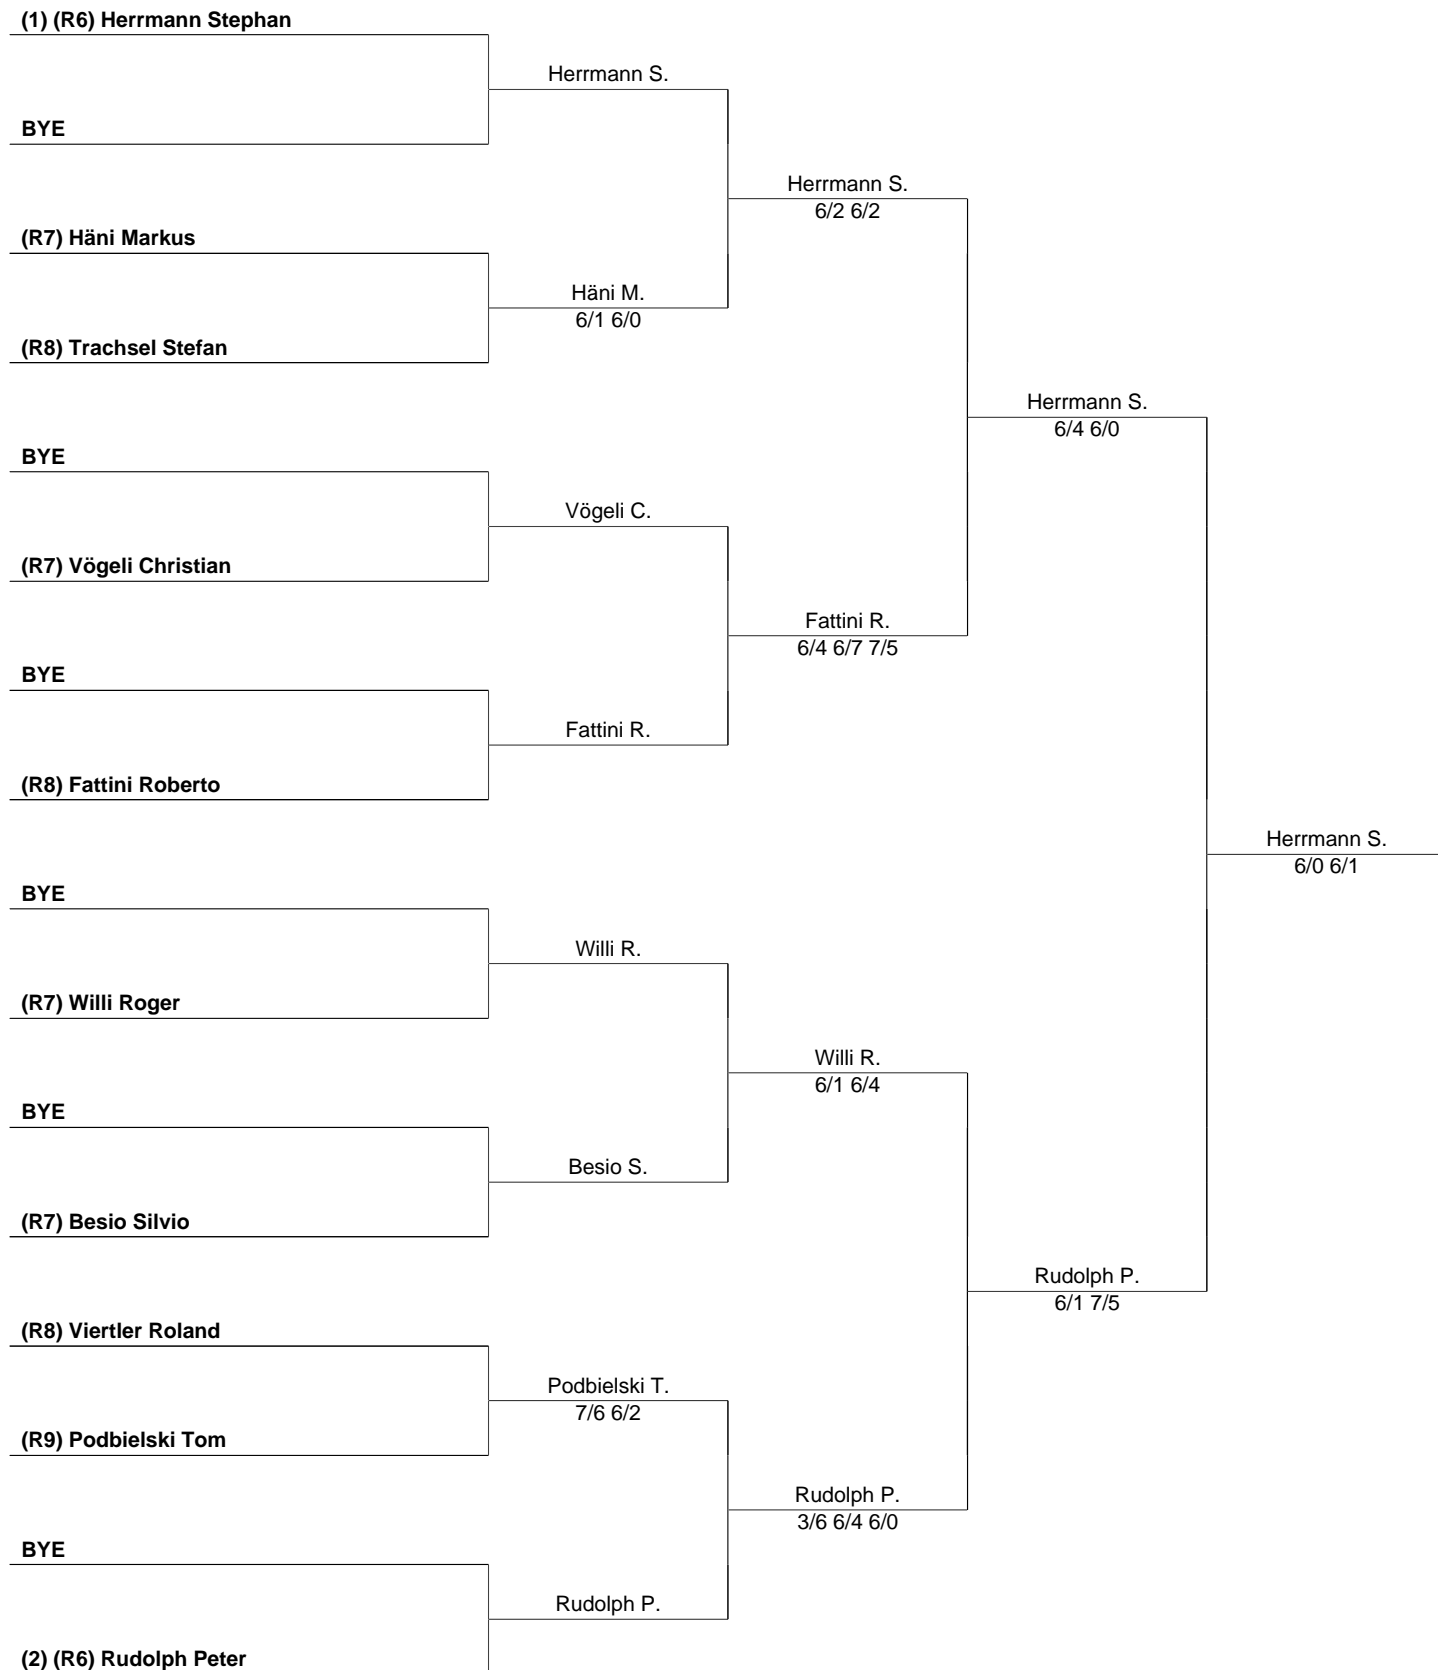 (1) (R6) Herrmann Stephan
Herrmann S.
BYE
Herrmann S.
6/2 6/2
(R7) Häni Markus
Häni M.
6/1 6/0
(R8) Trachsel Stefan
Herrmann S.
6/4 6/0
BYE
Vögeli C.
(R7) Vögeli Christian
Fattini R.
6/4 6/7 7/5
BYE
Fattini R.
(R8) Fattini Roberto
Herrmann S.
6/0 6/1
BYE
Willi R.
(R7) Willi Roger
Willi R.
6/1 6/4
BYE
Besio S.
(R7) Besio Silvio
Rudolph P.
6/1 7/5
(R8) Viertler Roland
Podbielski T.
7/6 6/2
(R9) Podbielski Tom
Rudolph P.
3/6 6/4 6/0
BYE
Rudolph P.
(2) (R6) Rudolph Peter